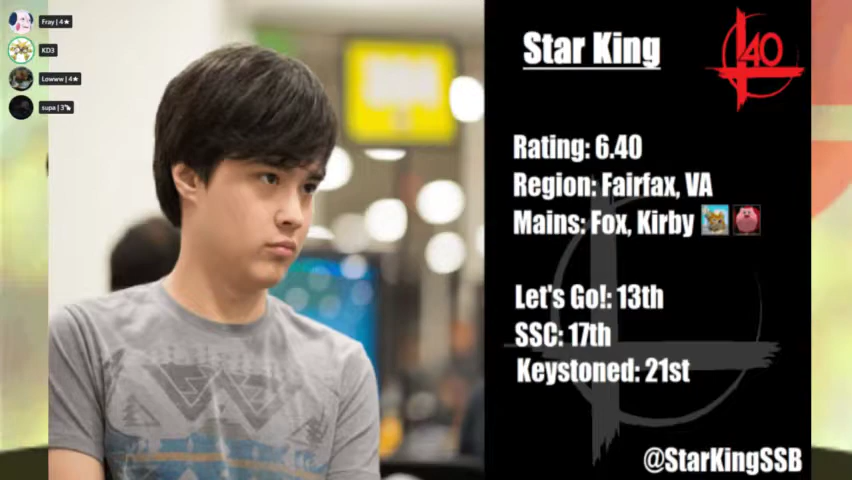 Fray | 4★
KD3
Lowww | 4★
supa | 3
Star King
40
Rating: 6.40
Region: Fairfax, VA
Mains: Fox, Kirby
Let's Go!: 13th
SSC: 17th
Keystoned: 21st
@StarKingSSB